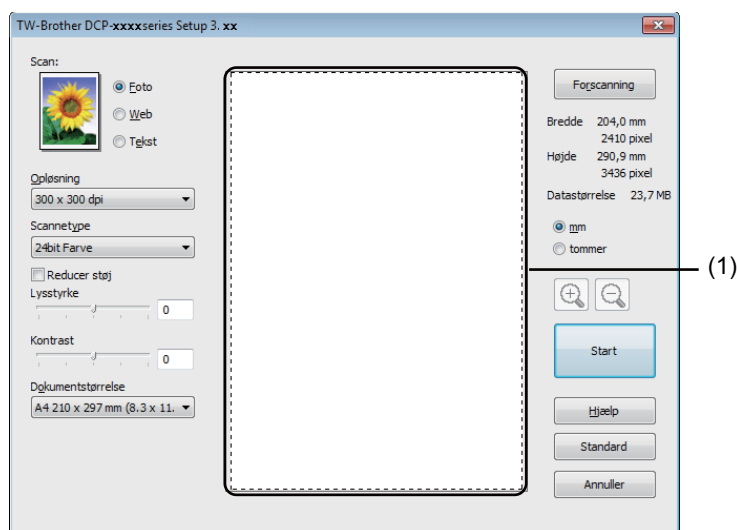 TW-Brother DCP-xxxxseries Setup 3. xx
Scan:
Foto
Web
Tekst
Opløsning
300 x 300 dpi
Scannetype
24bit Farve
Reducer støj
Lysstyrke
0
Kontrast
0
Dokumentstørrelse
A4 210 x 297 mm (8.3 x 11.
Forscanning
Bredde 204,0 mm
2410 pixel
Højde 290,9 mm
3436 pixel
Datastørrelse 23,7 MB
mm
tommer
(1)
Start
Hjælp
Standard
Annuller